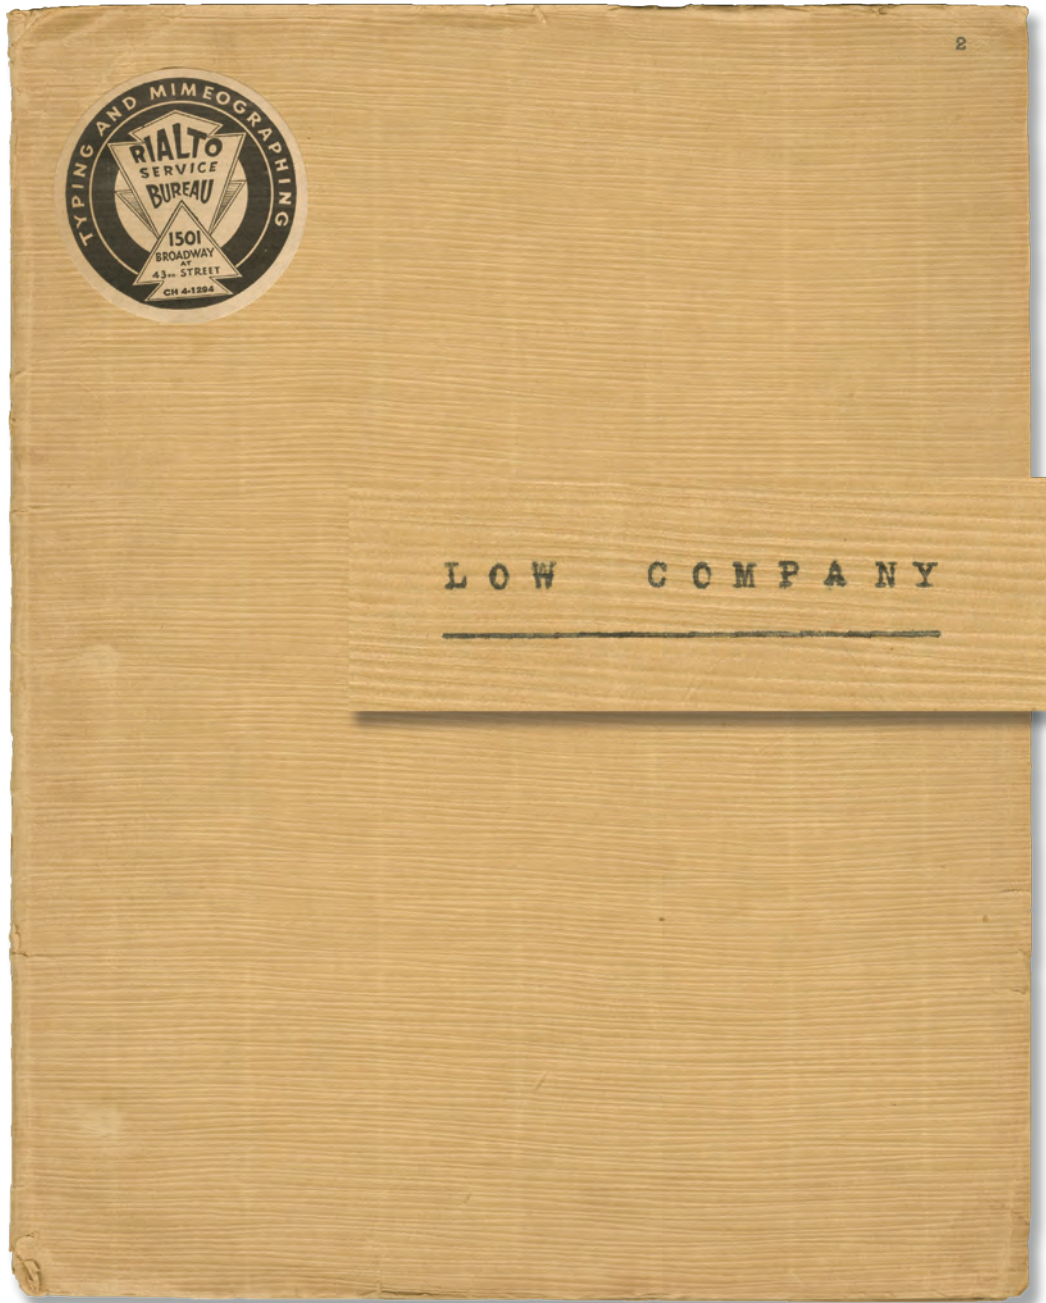 2
TYPING AND MIMEOGRAPHING
RIALTO
SERVICE
BUREAU
1501
BROADWAY
AT
43RD STREET
CH 4-1294
LOW COMPANY